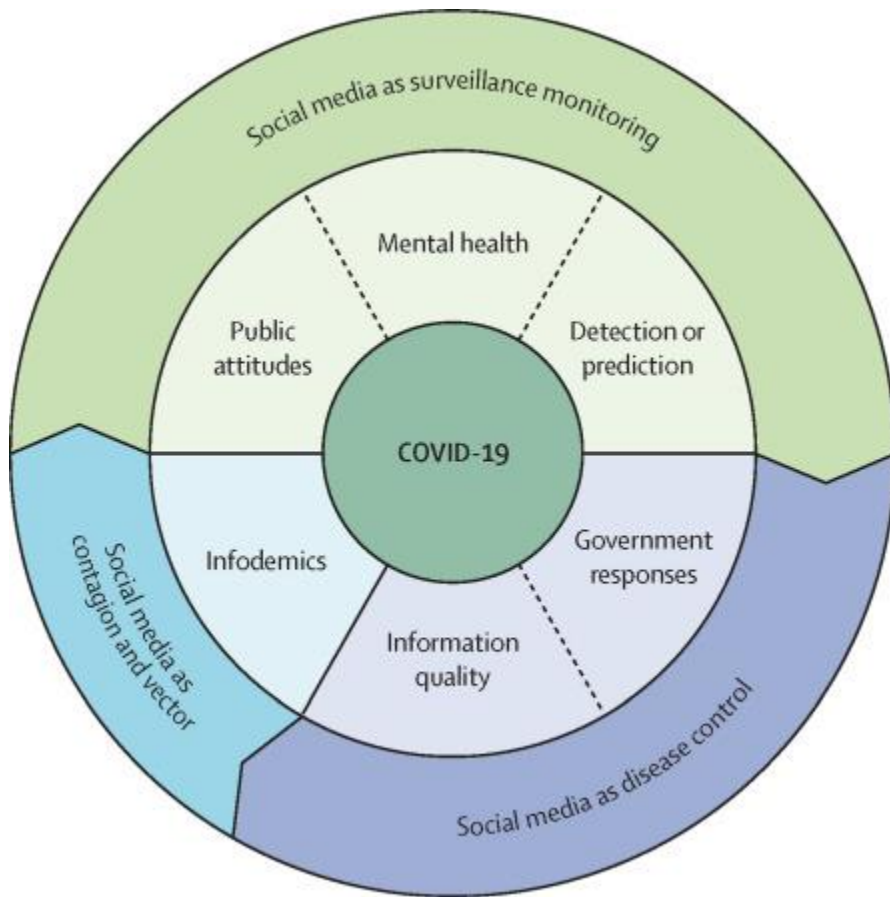 Social media as surveillance monitoring
Mental health
Public
attitudes
Detection or
prediction
COVID-19
Infodemics
Government
responses
Information
quality
Social media as
contagion and vector
Social media as disease control